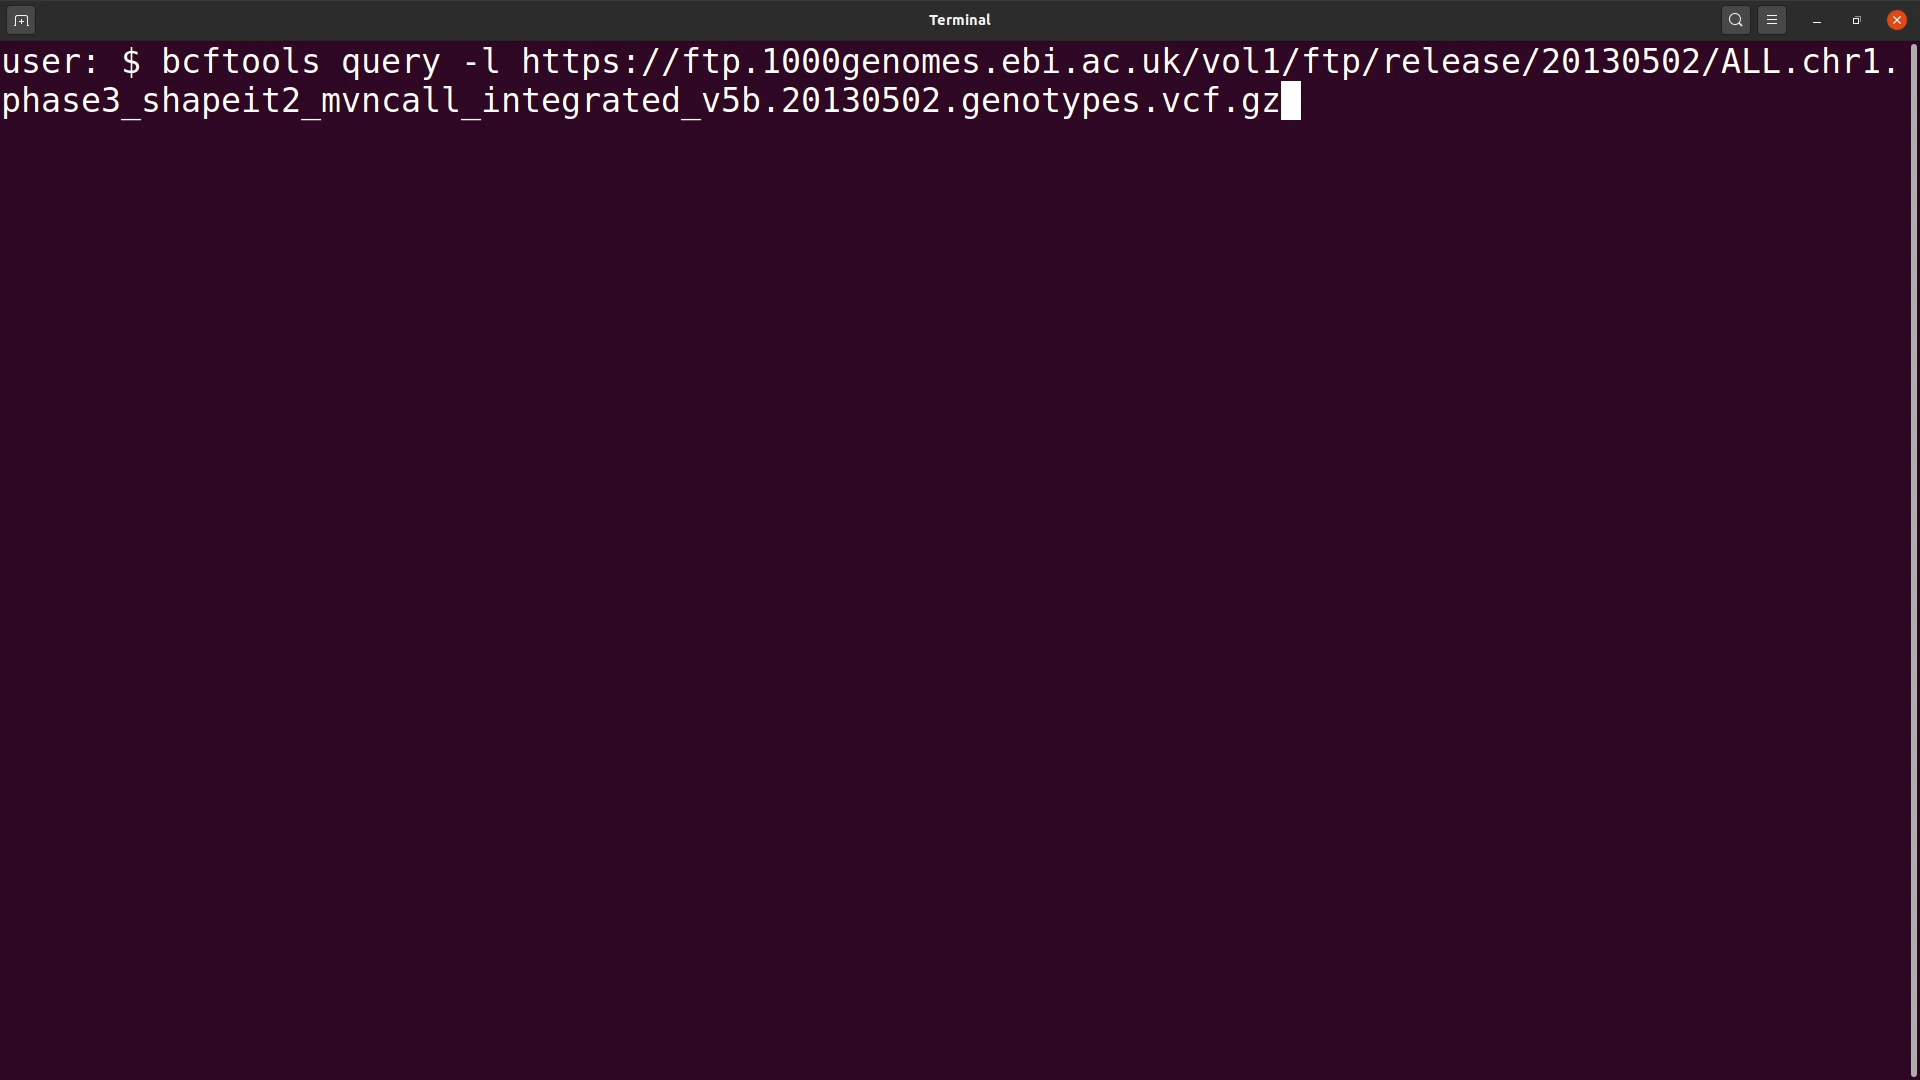 Terminal
user: $ bcftools query -l https://ftp.1000genomes.ebi.ac.uk/vol1/ftp/release/20130502/ALL.chr1.
phase3_shapeit2_mvncall_integrated_v5b.20130502.genotypes.vcf.gz